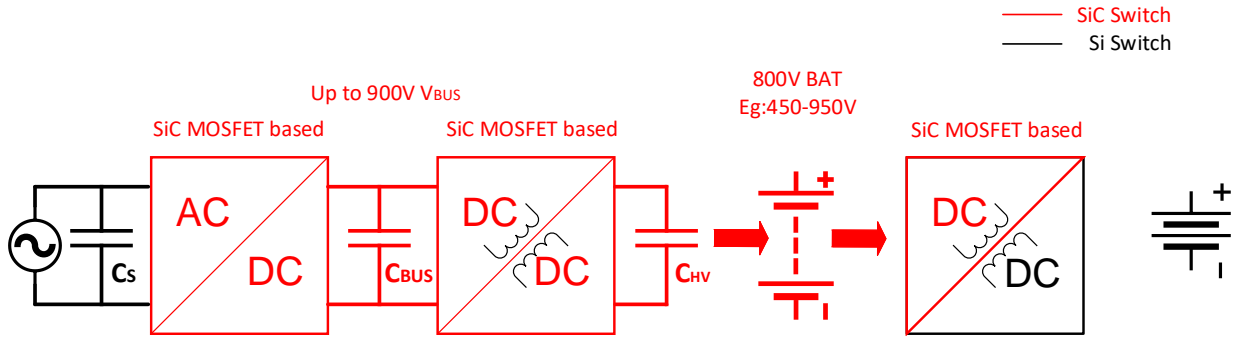 SiC Switch
Si Switch
800V BAT
Eg:450-950V
Up to 900V VBUS
SiC MOSFET based
SiC MOSFET based
SiC MOSFET based
AC
DC
DC
DC
DC
DC
CS
CBUS
CHV
+
−
+
−